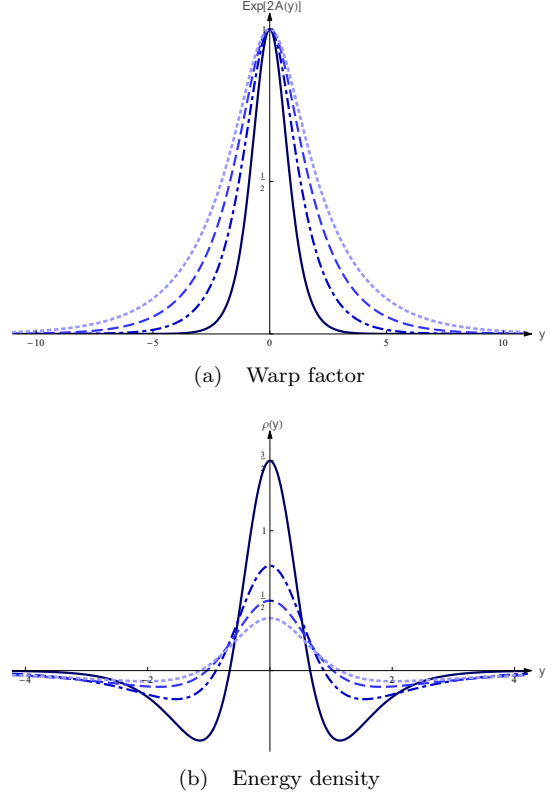 Exp[2A(y)]
1
1/2
-10 -5 0 5 10 y
(a) Warp factor
ρ(y)
3/2
1
1/2
-4 -2 0 2 4 y
(b) Energy density